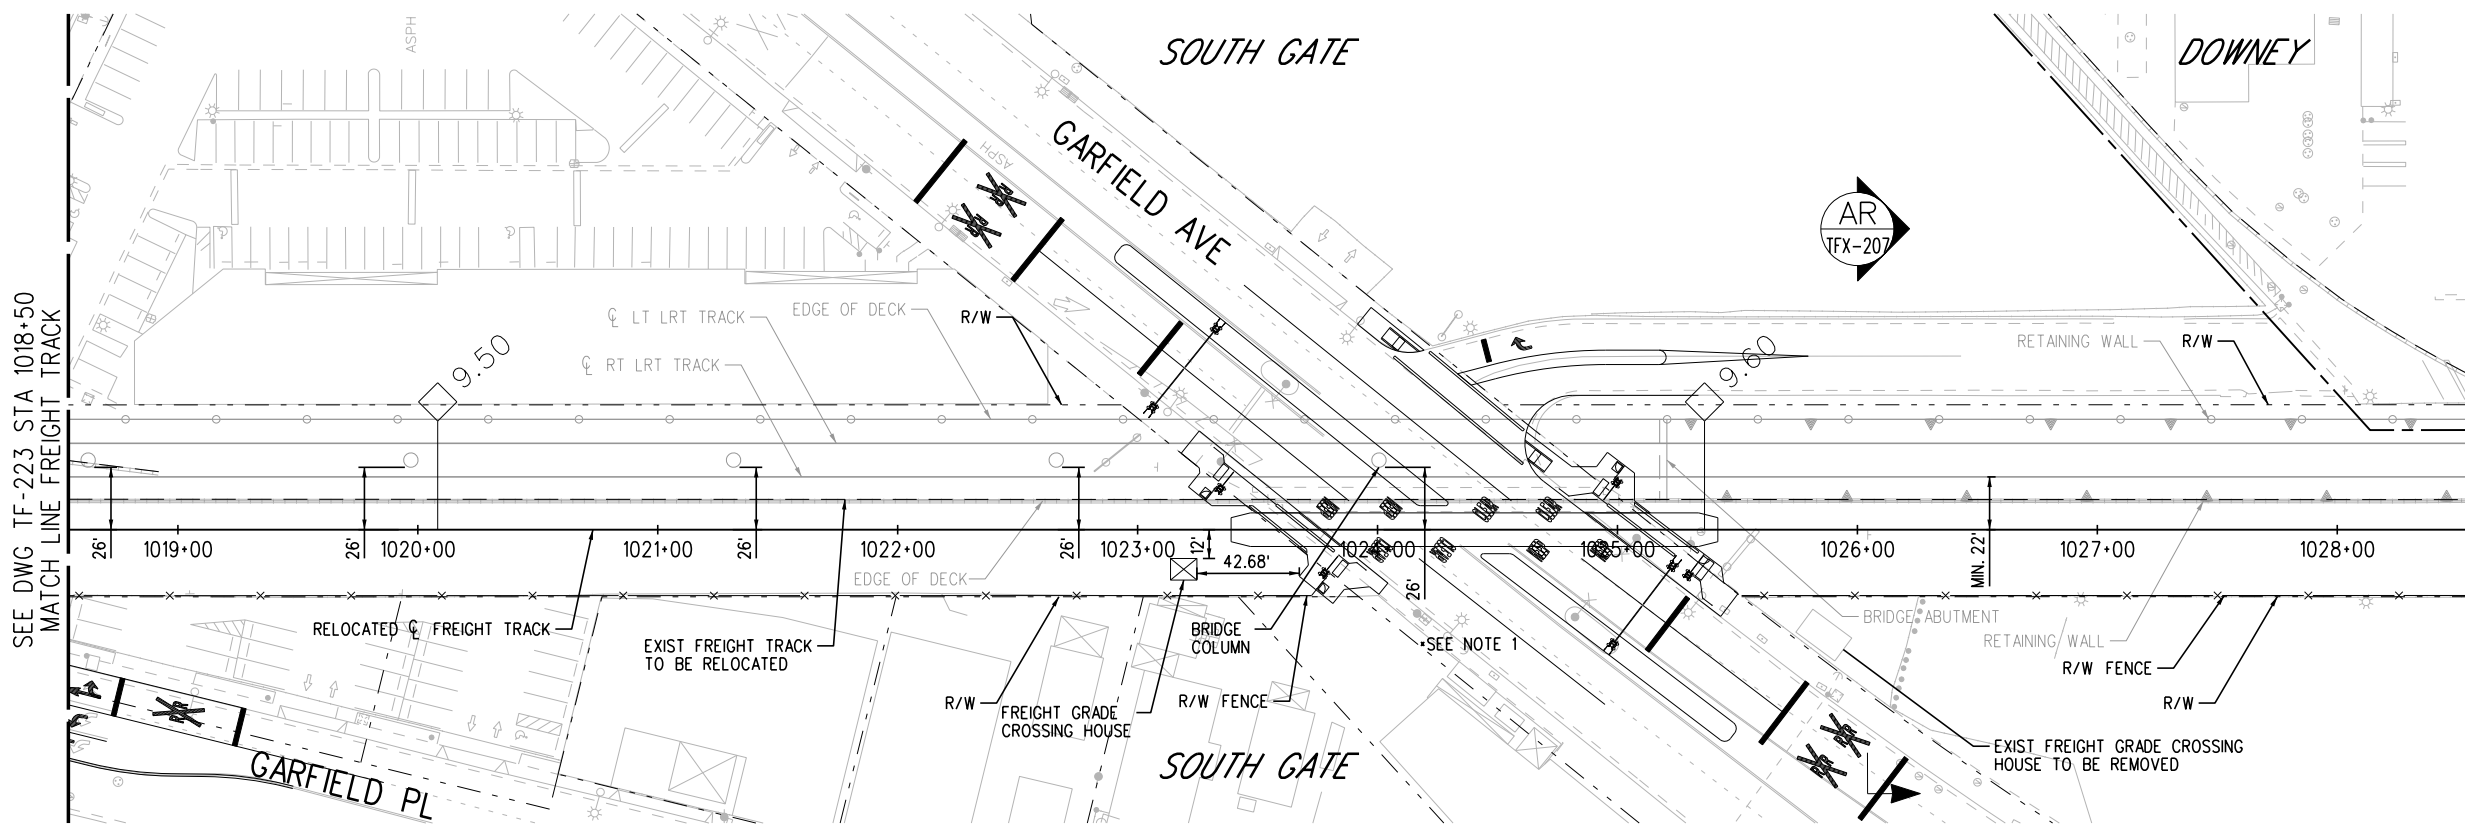 SOUTH GATE
DOWNEY
ASPH
ASPH
GARFIELD AVE
AR
TFX-207
SEE DWG TF-223 STA 1018+50
MATCH LINE FREIGHT TRACK
℄ LT LRT TRACK
EDGE OF DECK
R/W
RETAINING WALL
R/W
9.50
9.60
℄ RT LRT TRACK
26'
1019+00
26'
1020+00
1021+00
26'
1022+00
26'
1023+00
12'
1024+00
1025+00
1026+00
MIN. 22'
1027+00
1028+00
42.68'
EDGE OF DECK
26'
RELOCATED ℄ FREIGHT TRACK
EXIST FREIGHT TRACK
TO BE RELOCATED
BRIDGE
COLUMN
*SEE NOTE 1
BRIDGE ABUTMENT
RETAINING WALL
R/W FENCE
R/W
R/W
FREIGHT GRADE
CROSSING HOUSE
R/W FENCE
EXIST FREIGHT GRADE CROSSING
HOUSE TO BE REMOVED
GARFIELD PL
SOUTH GATE